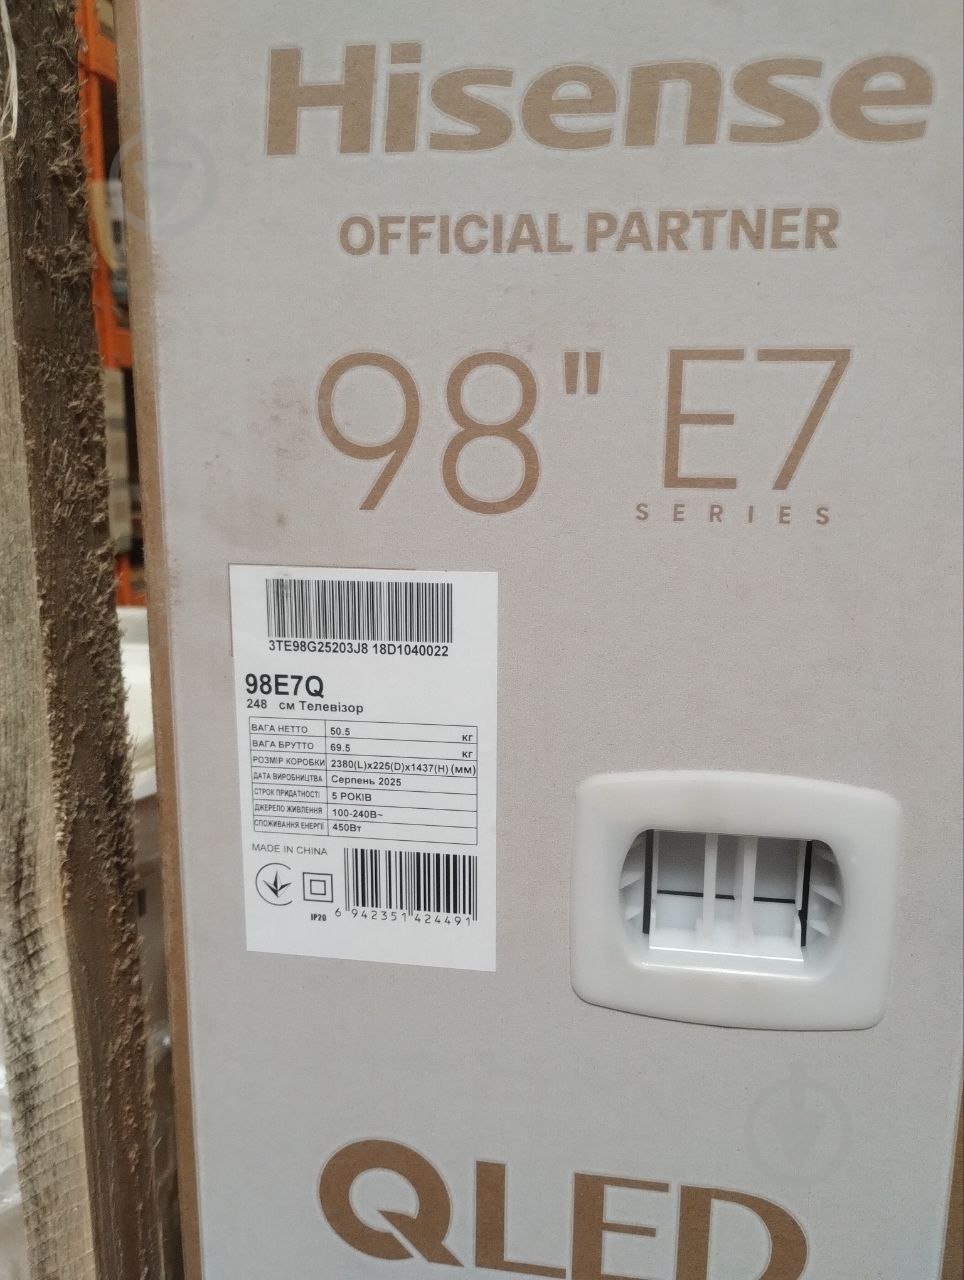 Hisense
OFFICIAL PARTNER
98" E7
SERIES
3TE98G25203J8 18D1040022
98E7Q
248 см Телевізор
ВАГА НЕТТО 50.5 кг
ВАГА БРУТТО 69.5 кг
РОЗМІР КОРОБКИ 2380(L)x225(D)x1437(H) (мм)
ДАТА ВИРОБНИЦТВА Серпень 2025
СТРОК ПРИДАТНОСТІ 5 РОКІВ
ДЖЕРЕЛО ЖИВЛЕННЯ 100-240В~
СПОЖИВАННЯ ЕНЕРГІЇ 450Вт
MADE IN CHINA
IP20
6 942351 424491
QLED